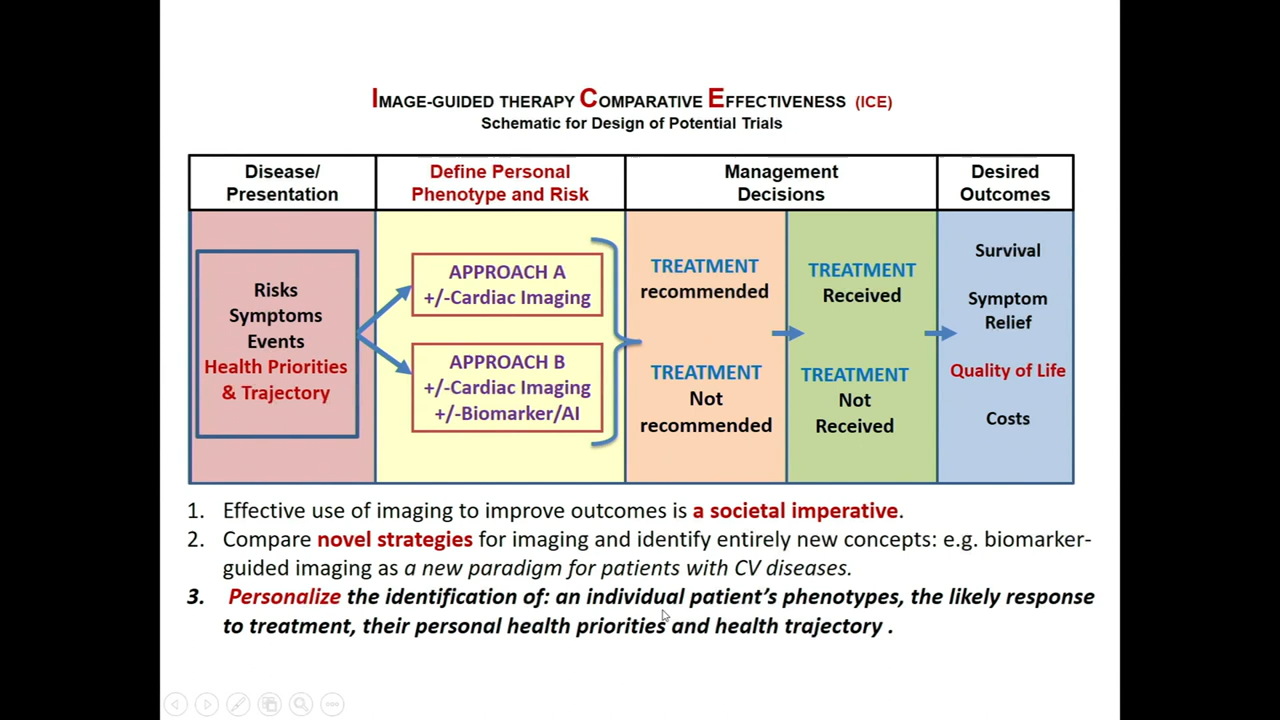 IMAGE-GUIDED THERAPY COMPARATIVE EFFECTIVENESS (ICE)
Schematic for Design of Potential Trials
Disease/
Presentation
Define Personal
Phenotype and Risk
Management
Decisions
Desired
Outcomes
Risks
Symptoms
Events
Health Priorities
& Trajectory
APPROACH A
+/-Cardiac Imaging
APPROACH B
+/-Cardiac Imaging
+/-Biomarker/AI
TREATMENT
recommended
TREATMENT
Not
recommended
TREATMENT
Received
TREATMENT
Not
Received
Survival
Symptom
Relief
Quality of Life
Costs
1. Effective use of imaging to improve outcomes is a societal imperative.
2. Compare novel strategies for imaging and identify entirely new concepts: e.g. biomarker-
guided imaging as a new paradigm for patients with CV diseases.
3. Personalize the identification of: an individual patient's phenotypes, the likely response
to treatment, their personal health priorities and health trajectory .